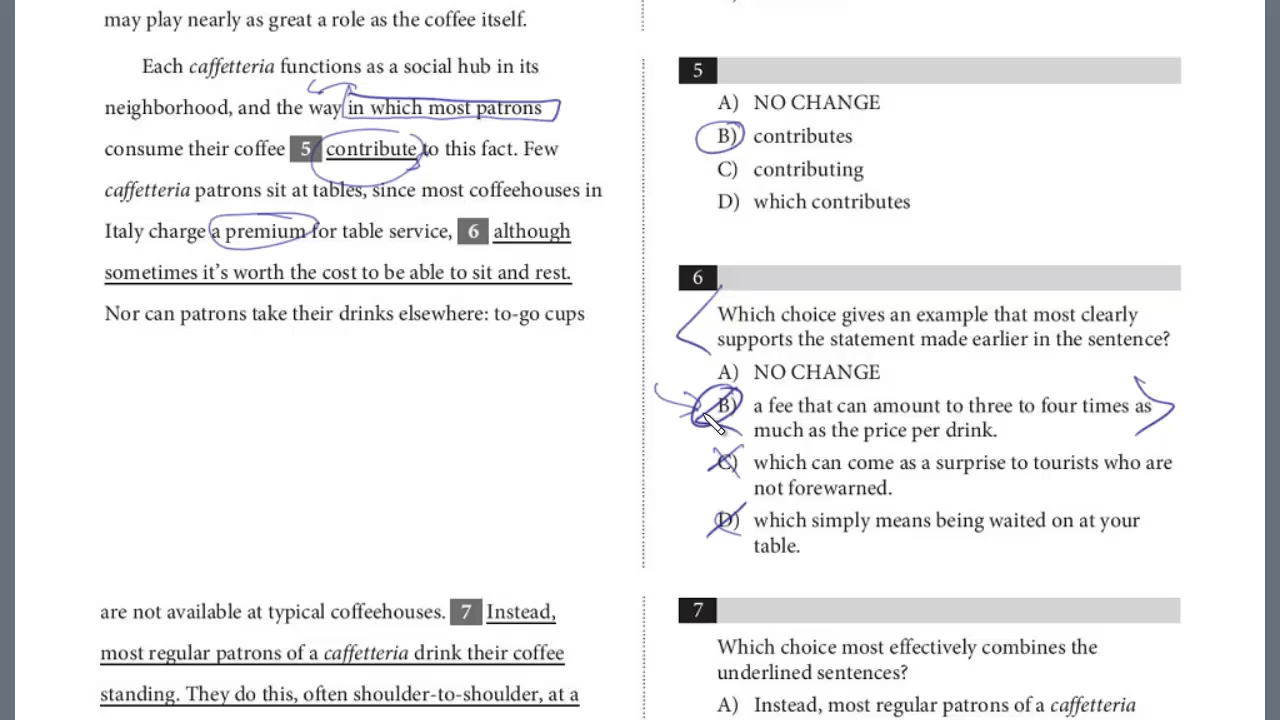 may play nearly as great a role as the coffee itself.
Each caffetteria functions as a social hub in its
neighborhood, and the way in which most patrons
consume their coffee 5 contribute to this fact. Few
caffetteria patrons sit at tables, since most coffeehouses in
Italy charge a premium for table service, 6 although
sometimes it's worth the cost to be able to sit and rest.
Nor can patrons take their drinks elsewhere: to-go cups
are not available at typical coffeehouses. 7 Instead,
most regular patrons of a caffetteria drink their coffee
standing. They do this, often shoulder-to-shoulder, at a
5
A) NO CHANGE
B) contributes
C) contributing
D) which contributes
6
Which choice gives an example that most clearly
supports the statement made earlier in the sentence?
A) NO CHANGE
B) a fee that can amount to three to four times as
much as the price per drink.
C) which can come as a surprise to tourists who are
not forewarned.
D) which simply means being waited on at your
table.
7
Which choice most effectively combines the
underlined sentences?
A) Instead, most regular patrons of a caffetteria